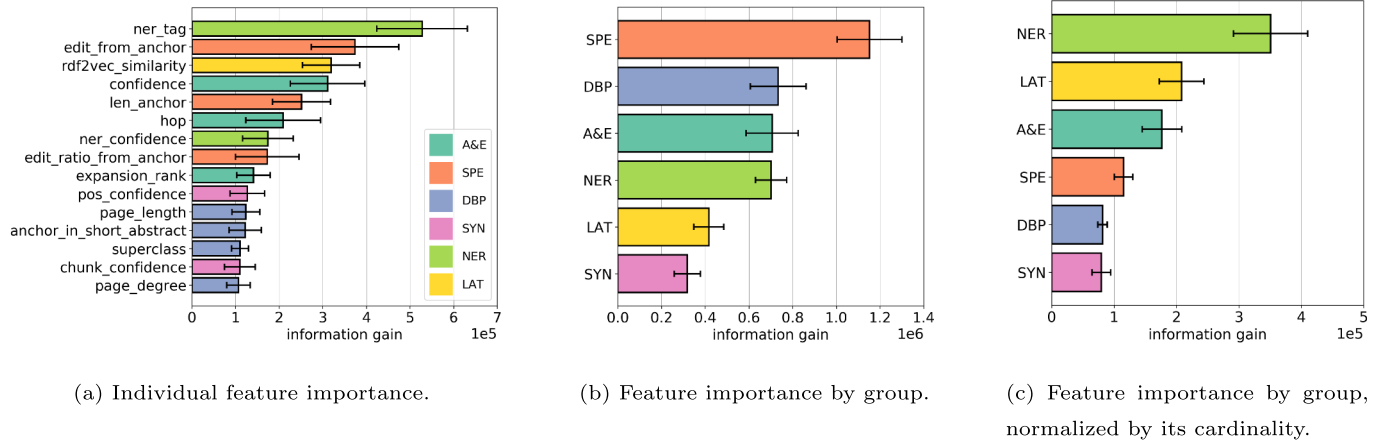 ner_tag
edit_from_anchor
rdf2vec_similarity
confidence
len_anchor
hop
ner_confidence
edit_ratio_from_anchor
expansion_rank
pos_confidence
page_length
anchor_in_short_abstract
superclass
chunk_confidence
page_degree
A&E
SPE
DBP
SYN
NER
LAT
0 1 2 3 4 5 6 7
1e5
information gain
(a) Individual feature importance.
SPE
DBP
A&E
NER
LAT
SYN
0.0 0.2 0.4 0.6 0.8 1.0 1.2 1.4
1e6
information gain
(b) Feature importance by group.
NER
LAT
A&E
SPE
DBP
SYN
0 1 2 3 4 5
1e5
information gain
(c) Feature importance by group,
normalized by its cardinality.